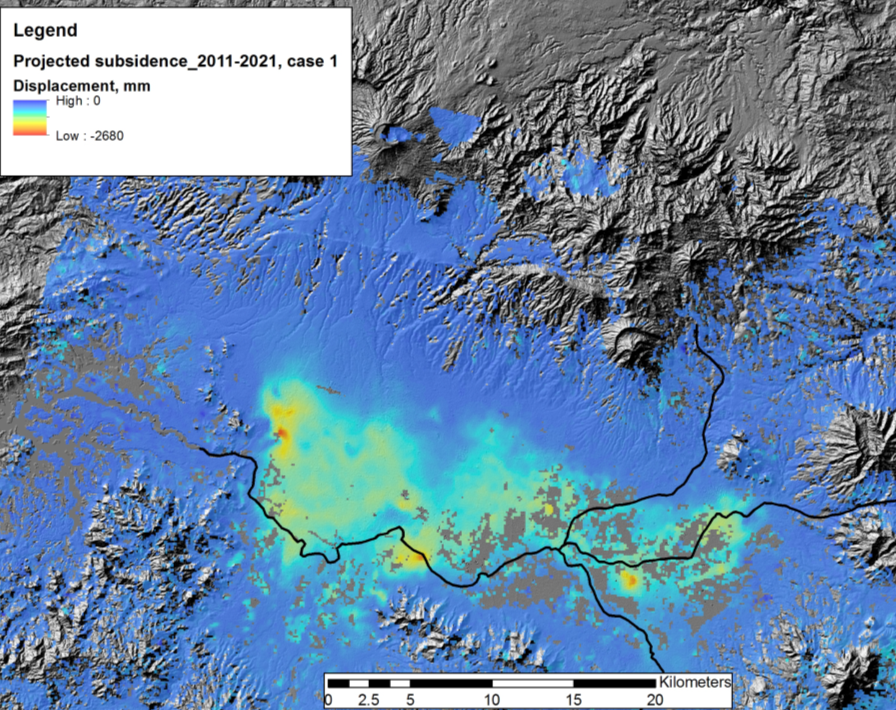 Legend
Projected subsidence_2011-2021, case 1
Displacement, mm
High : 0
Low : -2680
Kilometers
0 2.5 5 10 15 20